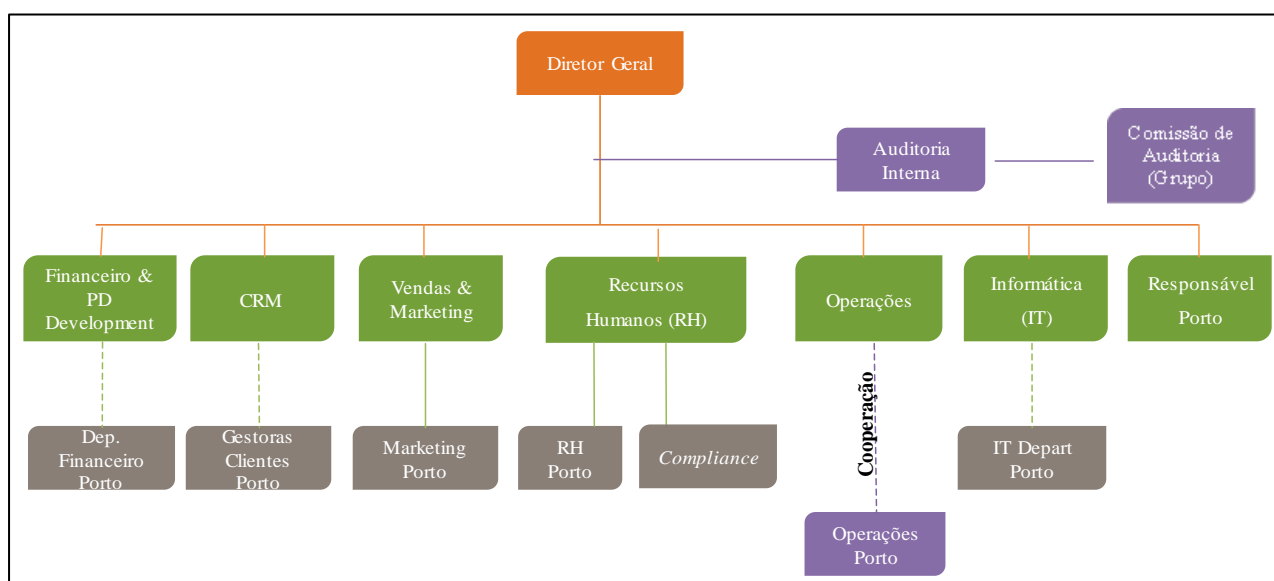 Diretor Geral
Auditoria
Interna
Comissão de
Auditoria
(Grupo)
Financeiro &
PD
Development
CRM
Vendas &
Marketing
Recursos
Humanos (RH)
Operações
Informática
(IT)
Responsável
Porto
Cooperação
Dep.
Financeiro
Porto
Gestoras
Clientes
Porto
Marketing
Porto
RH
Porto
Compliance
IT Depart
Porto
Operações
Porto